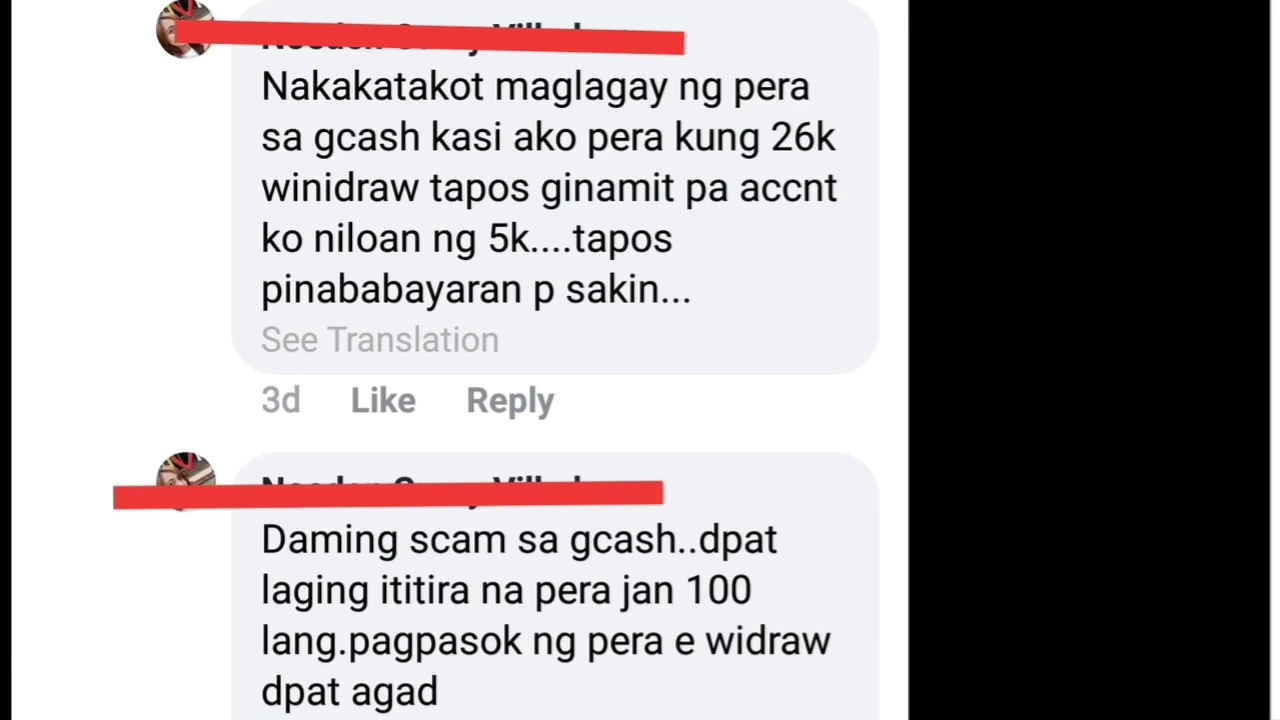 Nakakatakot maglagay ng pera
sa gcash kasi ako pera kung 26k
winidraw tapos ginamit pa accnt
ko niloan ng 5k....tapos
pinababayaran p sakin...
See Translation
3d Like Reply
Daming scam sa gcash..dpat
laging ititira na pera jan 100
lang.pagpasok ng pera e widraw
dpat agad